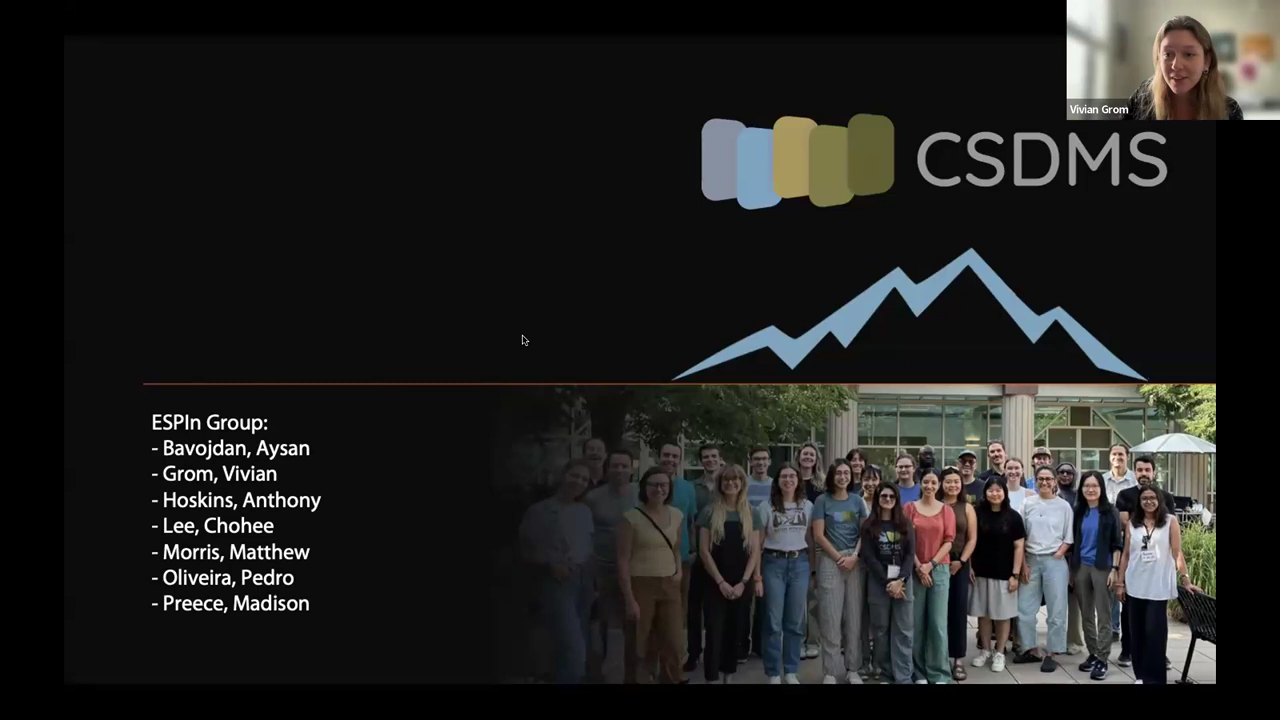 Vivian Grom
CSDMS
ESPIn Group:
- Bavojdan, Aysan
- Grom, Vivian
- Hoskins, Anthony
- Lee, Chohee
- Morris, Matthew
- Oliveira, Pedro
- Preece, Madison